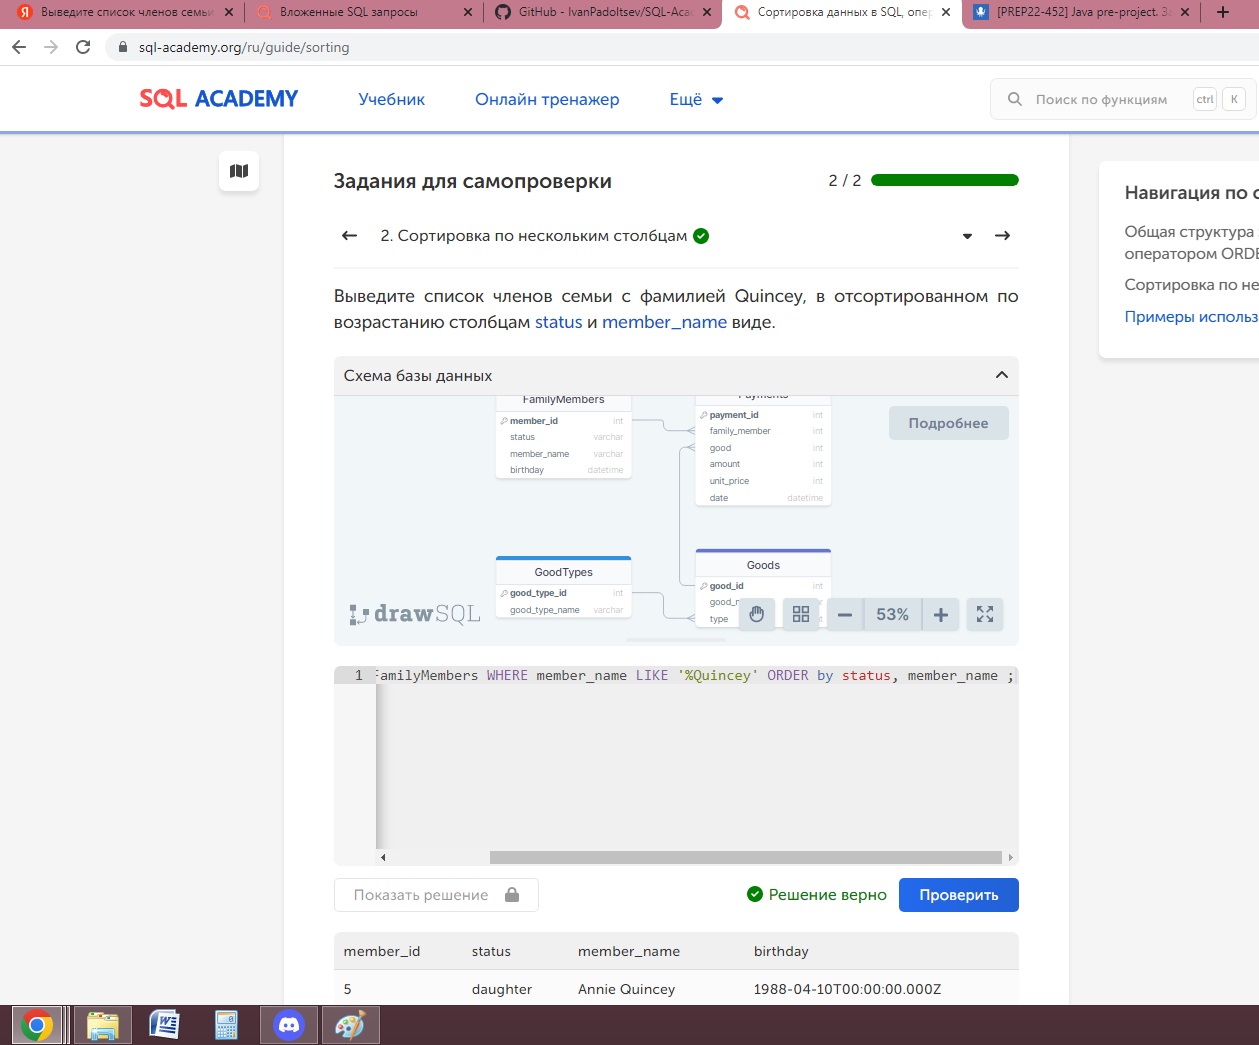 Выведите список членов семьи
Вложенные SQL запросы
GitHub - IvanPadoltsev/SQL-Aca
Сортировка данных в SQL, опер
[PREP22-452] Java pre-project. За
sql-academy.org/ru/guide/sorting
SQL ACADEMY
Учебник
Онлайн тренажер
Ещё
Поиск по функциям
ctrl
K
Задания для самопроверки
2 / 2
2. Сортировка по нескольким столбцам
Выведите список членов семьи с фамилией Quincey, в отсортированном по
возрастанию столбцам status и member_name виде.
Навигация по с
Общая структура
оператором ORDE
Сортировка по не
Примеры использ
Схема базы данных
Подробнее
FamilyMembers
member_id int
status varchar
member_name varchar
birthday datetime
Payments
payment_id int
family_member int
good int
amount int
unit_price int
date datetime
GoodTypes
good_type_id int
good_type_name varchar
Goods
good_id int
good_n
type
drawSQL
53%
1 FamilyMembers WHERE member_name LIKE '%Quincey' ORDER by status, member_name ;
Показать решение
Решение верно
Проверить
member_id status member_name birthday
5 daughter Annie Quincey 1988-04-10T00:00:00.000Z